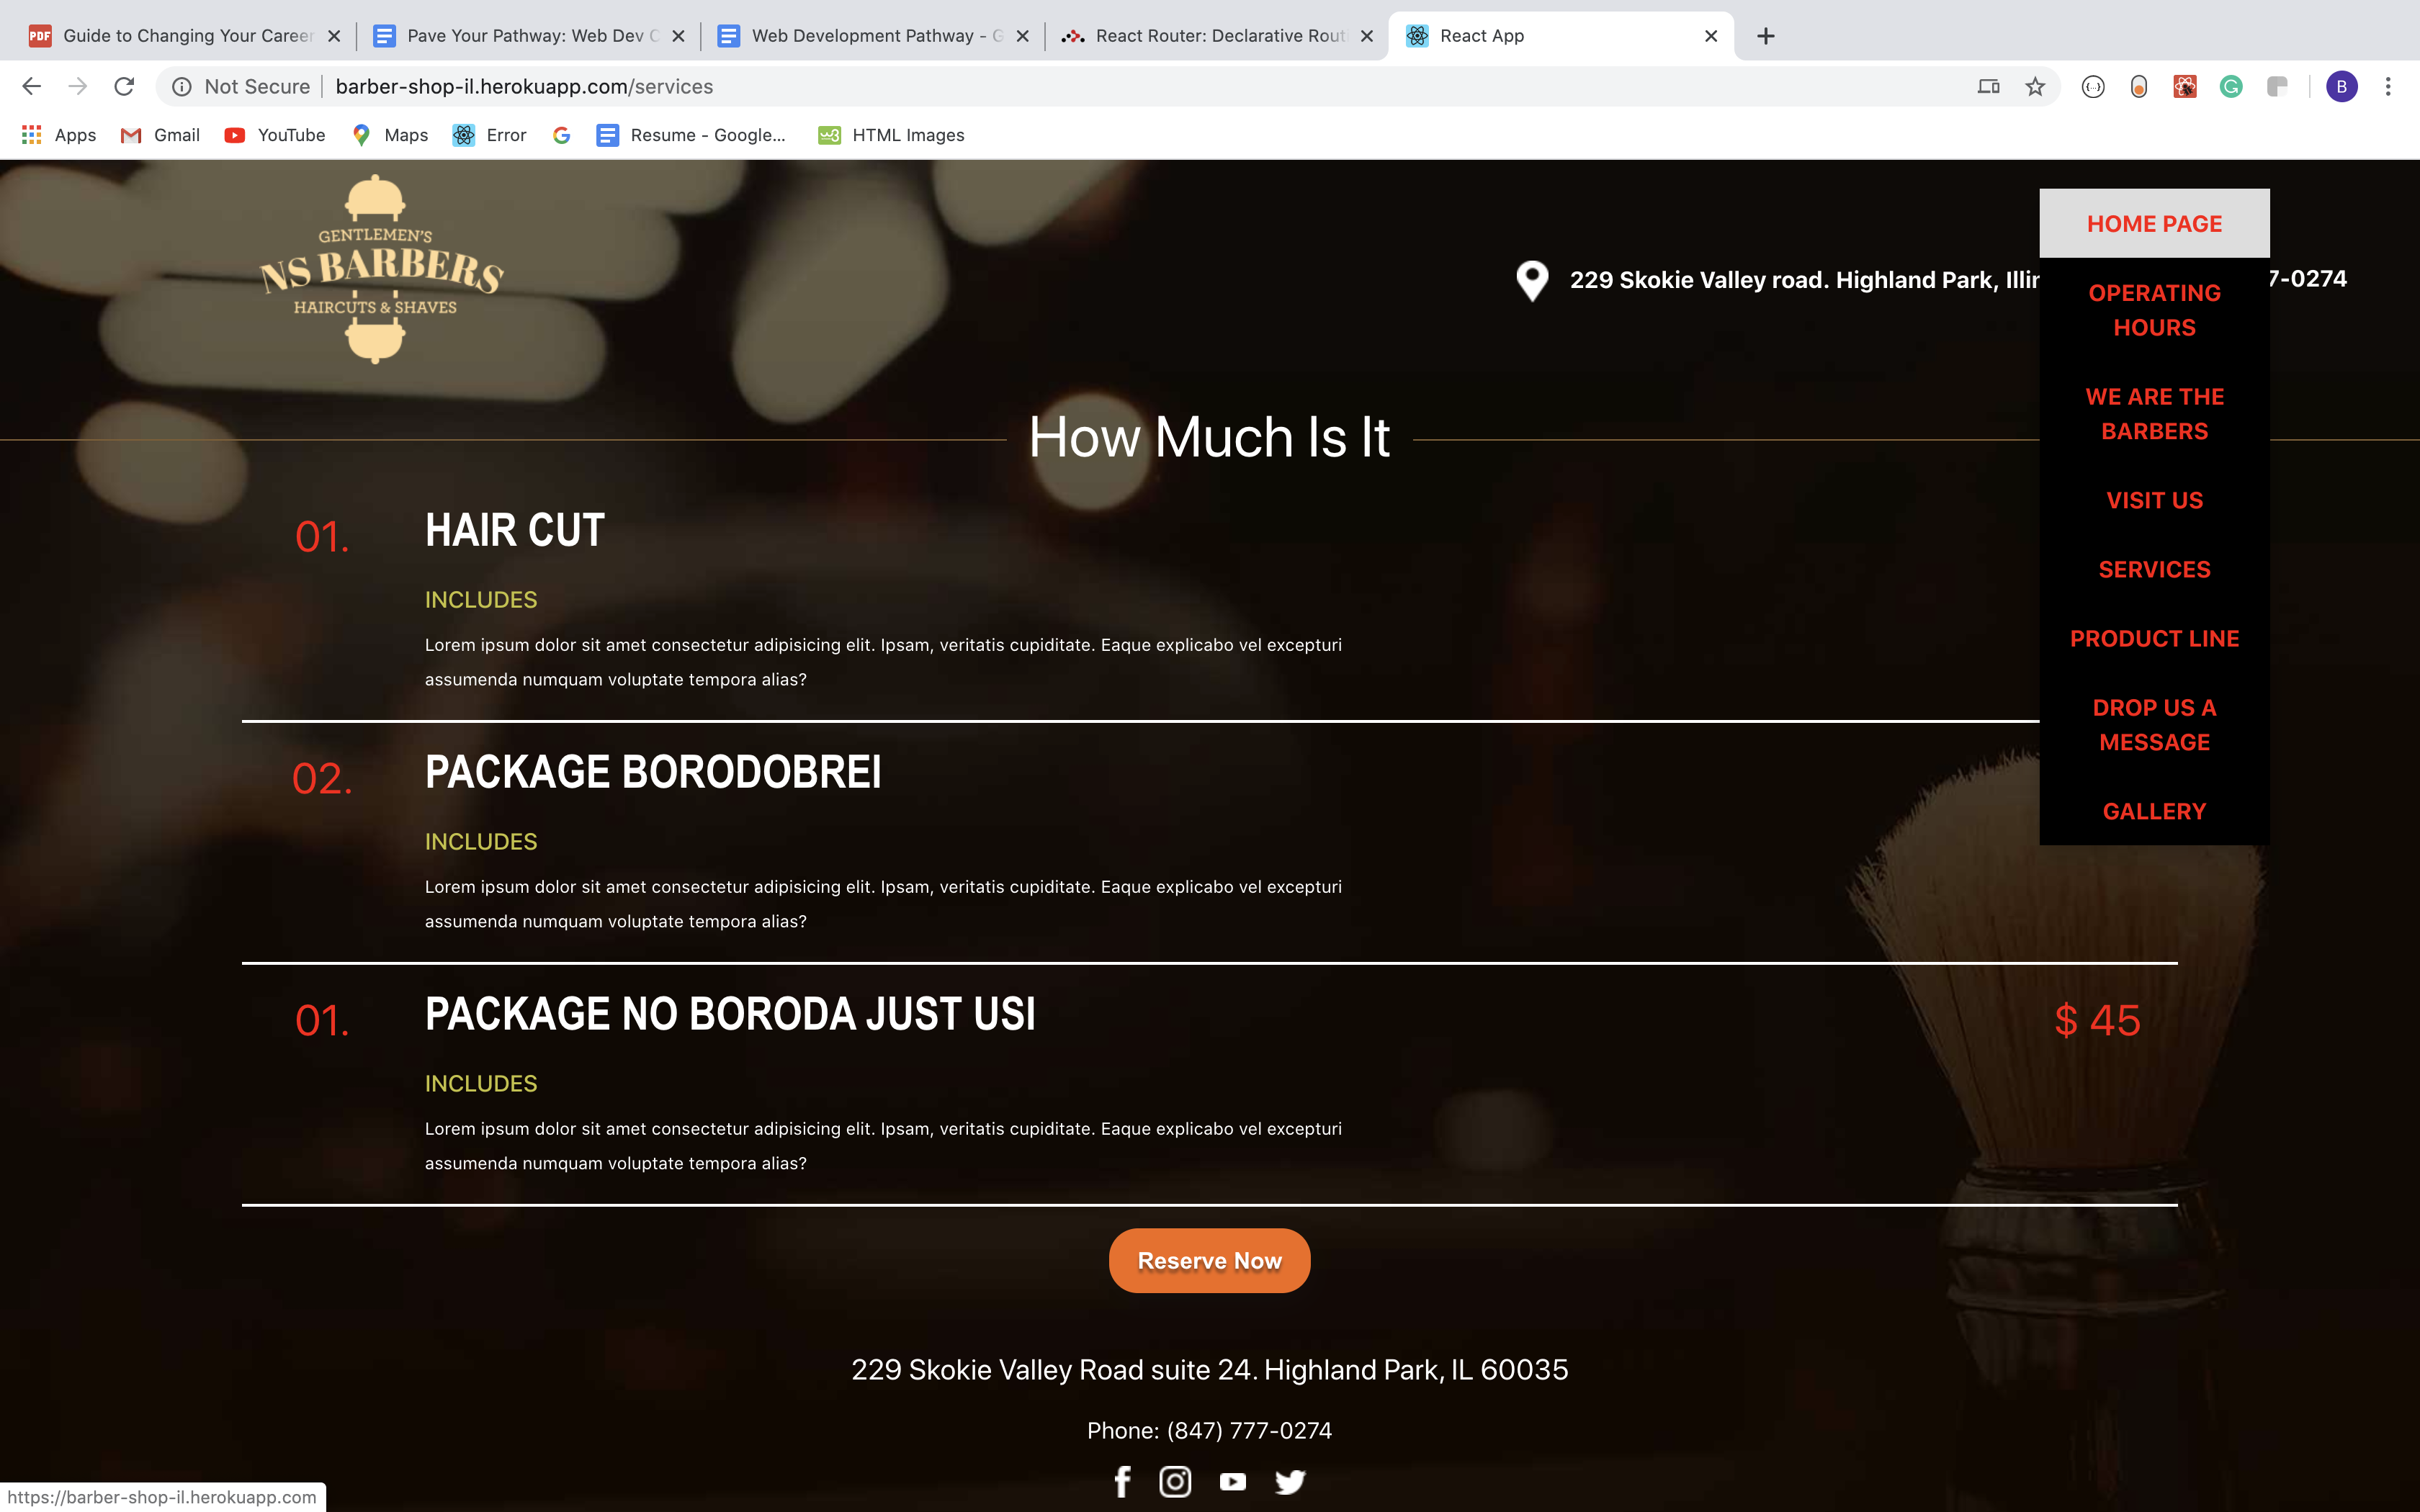 Guide to Changing Your Career
Pave Your Pathway: Web Dev C
Web Development Pathway - G
React Router: Declarative Rout
React App
Not Secure
barber-shop-il.herokuapp.com/services
B
Apps
Gmail
YouTube
Maps
Error
Resume - Google...
HTML Images
GENTLEMEN'S
NS BARBERS
HAIRCUTS & SHAVES
229 Skokie Valley road. Highland Park, Illin
7-0274
HOME PAGE
OPERATING
HOURS
WE ARE THE
BARBERS
VISIT US
SERVICES
PRODUCT LINE
DROP US A
MESSAGE
GALLERY
How Much Is It
01.
HAIR CUT
INCLUDES
Lorem ipsum dolor sit amet consectetur adipisicing elit. Ipsam, veritatis cupiditate. Eaque explicabo vel excepturi
assumenda numquam voluptate tempora alias?
02.
PACKAGE BORODOBREI
INCLUDES
Lorem ipsum dolor sit amet consectetur adipisicing elit. Ipsam, veritatis cupiditate. Eaque explicabo vel excepturi
assumenda numquam voluptate tempora alias?
01.
PACKAGE NO BORODA JUST USI
$ 45
INCLUDES
Lorem ipsum dolor sit amet consectetur adipisicing elit. Ipsam, veritatis cupiditate. Eaque explicabo vel excepturi
assumenda numquam voluptate tempora alias?
Reserve Now
229 Skokie Valley Road suite 24. Highland Park, IL 60035
Phone: (847) 777-0274
https://barber-shop-il.herokuapp.com